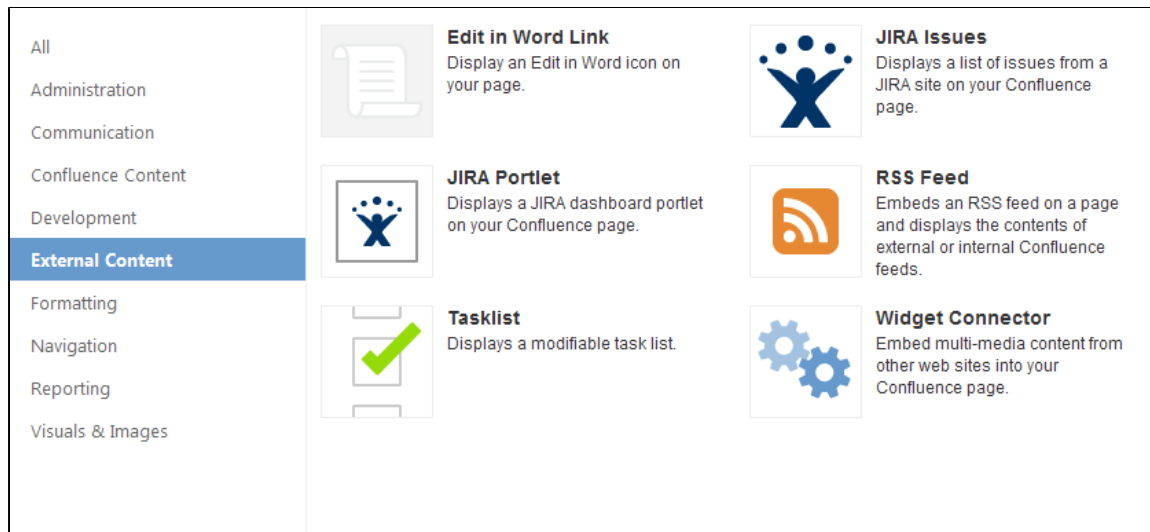 All
Administration
Communication
Confluence Content
Development
External Content
Formatting
Navigation
Reporting
Visuals & Images
Edit in Word Link
Display an Edit in Word icon on
your page.
JIRA Issues
Displays a list of issues from a
JIRA site on your Confluence
page.
JIRA Portlet
Displays a JIRA dashboard portlet
on your Confluence page.
RSS Feed
Embeds an RSS feed on a page
and displays the contents of
external or internal Confluence
feeds.
Tasklist
Displays a modifiable task list.
Widget Connector
Embed multi-media content from
other web sites into your
Confluence page.